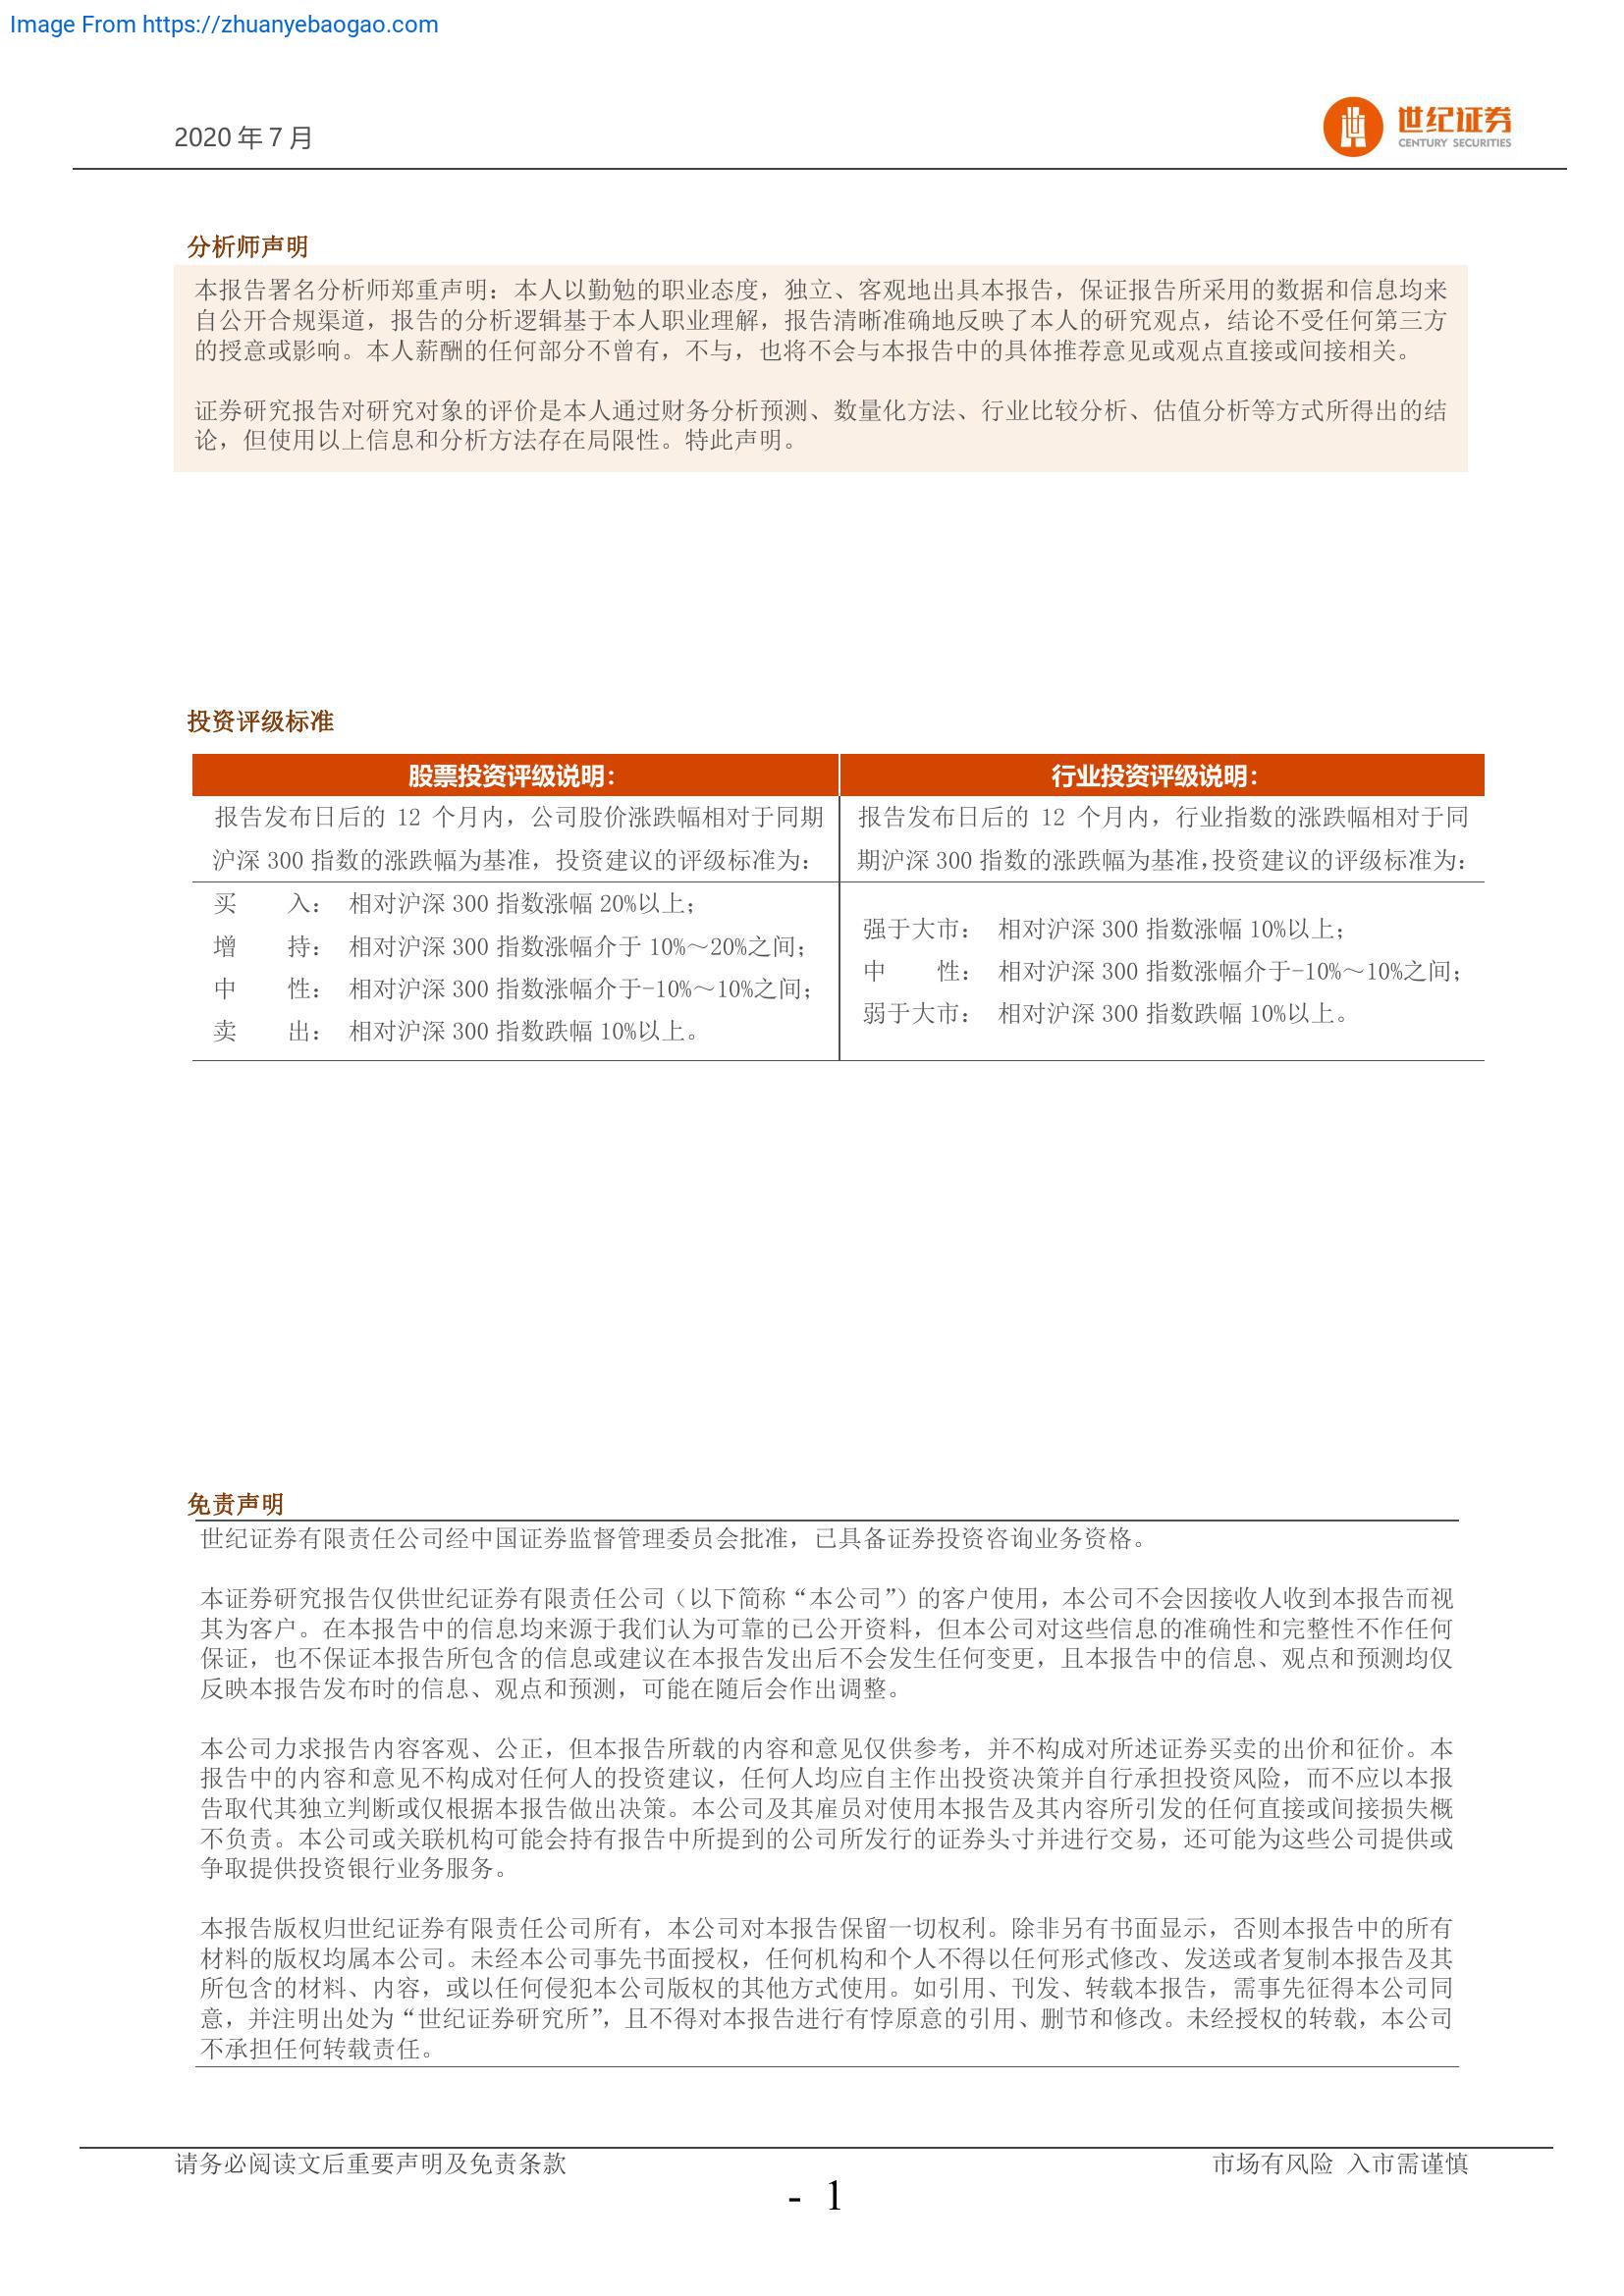 Image From https://zhuanyebaogao.com
2020 年 7 月
世纪证券
CENTURY SECURITIES
分析师声明
本报告署名分析师郑重声明：本人以勤勉的职业态度，独立、客观地出具本报告，保证报告所采用的数据和信息均来
自公开合规渠道，报告的分析逻辑基于本人职业理解，报告清晰准确地反映了本人的研究观点，结论不受任何第三方
的授意或影响。本人薪酬的任何部分不曾有，不与，也将不会与本报告中的具体推荐意见或观点直接或间接相关。
证券研究报告对研究对象的评价是本人通过财务分析预测、数量化方法、行业比较分析、估值分析等方式所得出的结
论，但使用以上信息和分析方法存在局限性。特此声明。
投资评级标准
股票投资评级说明：
报告发布日后的 12 个月内，公司股价涨跌幅相对于同期
沪深 300 指数的涨跌幅为基准，投资建议的评级标准为：
买 入： 相对沪深 300 指数涨幅 20%以上；
增 持： 相对沪深 300 指数涨幅介于 10%～20%之间；
中 性： 相对沪深 300 指数涨幅介于-10%～10%之间；
卖 出： 相对沪深 300 指数跌幅 10%以上。
行业投资评级说明：
报告发布日后的 12 个月内，行业指数的涨跌幅相对于同
期沪深 300 指数的涨跌幅为基准，投资建议的评级标准为：
强于大市： 相对沪深 300 指数涨幅 10%以上；
中 性： 相对沪深 300 指数涨幅介于-10%～10%之间；
弱于大市： 相对沪深 300 指数跌幅 10%以上。
免责声明
世纪证券有限责任公司经中国证券监督管理委员会批准，已具备证券投资咨询业务资格。
本证券研究报告仅供世纪证券有限责任公司（以下简称“本公司”）的客户使用，本公司不会因接收人收到本报告而视
其为客户。在本报告中的信息均来源于我们认为可靠的已公开资料，但本公司对这些信息的准确性和完整性不作任何
保证，也不保证本报告所包含的信息或建议在本报告发出后不会发生任何变更，且本报告中的信息、观点和预测均仅
反映本报告发布时的信息、观点和预测，可能在随后会作出调整。
本公司力求报告内容客观、公正，但本报告所载的内容和意见仅供参考，并不构成对所述证券买卖的出价和征价。本
报告中的内容和意见不构成对任何人的投资建议，任何人均应自主作出投资决策并自行承担投资风险，而不应以本报
告取代其独立判断或仅根据本报告做出决策。本公司及其雇员对使用本报告及其内容所引发的任何直接或间接损失概
不负责。本公司或关联机构可能会持有报告中所提到的公司所发行的证券头寸并进行交易，还可能为这些公司提供或
争取提供投资银行业务服务。
本报告版权归世纪证券有限责任公司所有，本公司对本报告保留一切权利。除非另有书面显示，否则本报告中的所有
材料的版权均属本公司。未经本公司事先书面授权，任何机构和个人不得以任何形式修改、发送或者复制本报告及其
所包含的材料、内容，或以任何侵犯本公司版权的其他方式使用。如引用、刊发、转载本报告，需事先征得本公司同
意，并注明出处为“世纪证券研究所”，且不得对本报告进行有悖原意的引用、删节和修改。未经授权的转载，本公司
不承担任何转载责任。
请务必阅读文后重要声明及免责条款
市场有风险 入市需谨慎
- 1